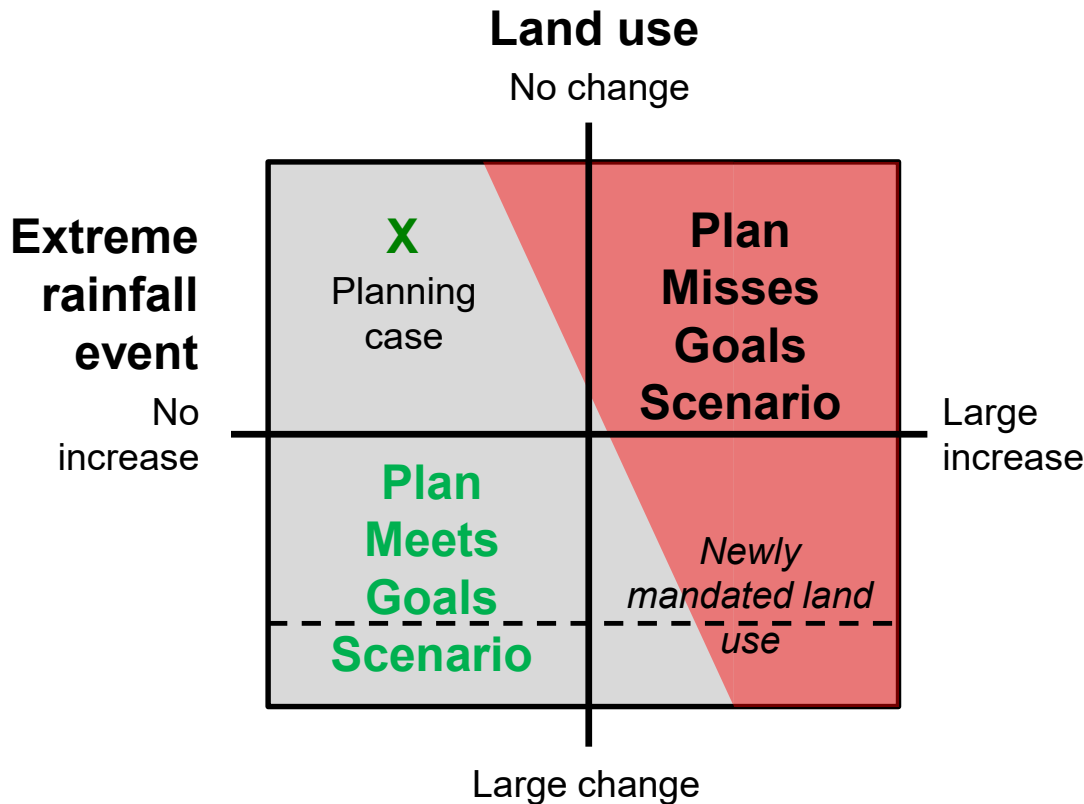 Land use
No change
Extreme
rainfall
event
No
increase
X
Planning
case
Plan
Misses
Goals
Scenario
Large
increase
Plan
Meets
Goals
Scenario
Newly
mandated land
use
Large change